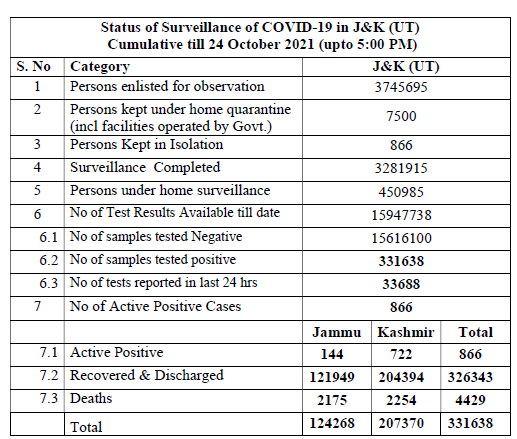 Status of Surveillance of COVID-19 in J&K (UT)
Cumulative till 24 October 2021 (upto 5:00 PM)
S. No Category J&K (UT)
1 Persons enlisted for observation 3745695
2 Persons kept under home quarantine
(incl facilities operated by Govt.) 7500
3 Persons Kept in Isolation 866
4 Surveillance Completed 3281915
5 Persons under home surveillance 450985
6 No of Test Results Available till date 15947738
6.1 No of samples tested Negative 15616100
6.2 No of samples tested positive 331638
6.3 No of tests reported in last 24 hrs 33688
7 No of Active Positive Cases 866
Jammu Kashmir Total
7.1 Active Positive 144 722 866
7.2 Recovered & Discharged 121949 204394 326343
7.3 Deaths 2175 2254 4429
Total 124268 207370 331638